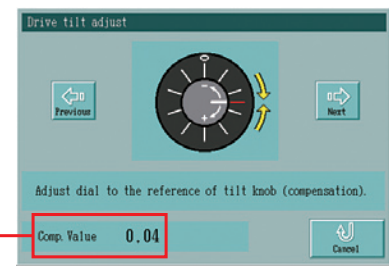 Drive tilt adjust
Previous
Next
Adjust dial to the reference of tilt knob (compensation).
Comp. Value 0.04
Cancel